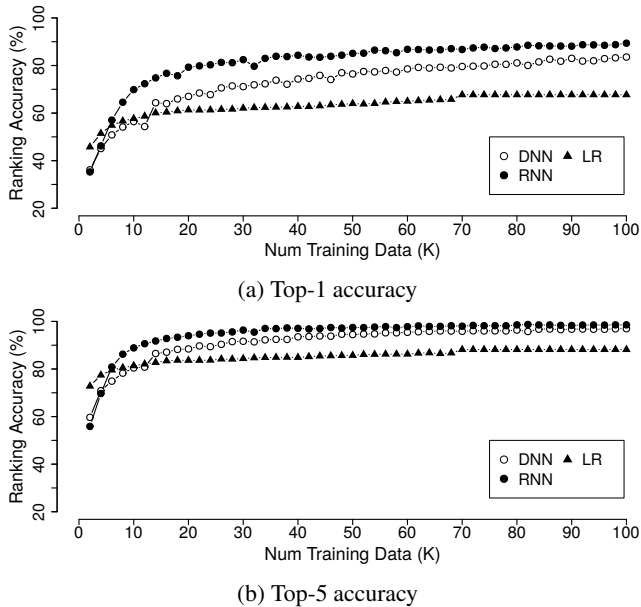 Ranking Accuracy (%)
100
80
60
40
20
DNN LR
RNN
0 10 20 30 40 50 60 70 80 90 100
Num Training Data (K)
(a) Top-1 accuracy
Ranking Accuracy (%)
100
80
60
40
20
DNN LR
RNN
0 10 20 30 40 50 60 70 80 90 100
Num Training Data (K)
(b) Top-5 accuracy